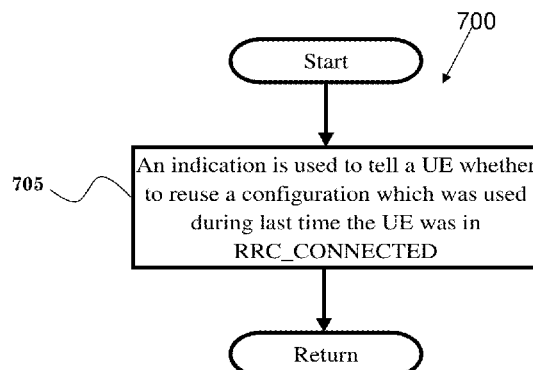 700
Start
705
An indication is used to tell a UE whether
to reuse a configuration which was used
during last time the UE was in
RRC_CONNECTED
Return